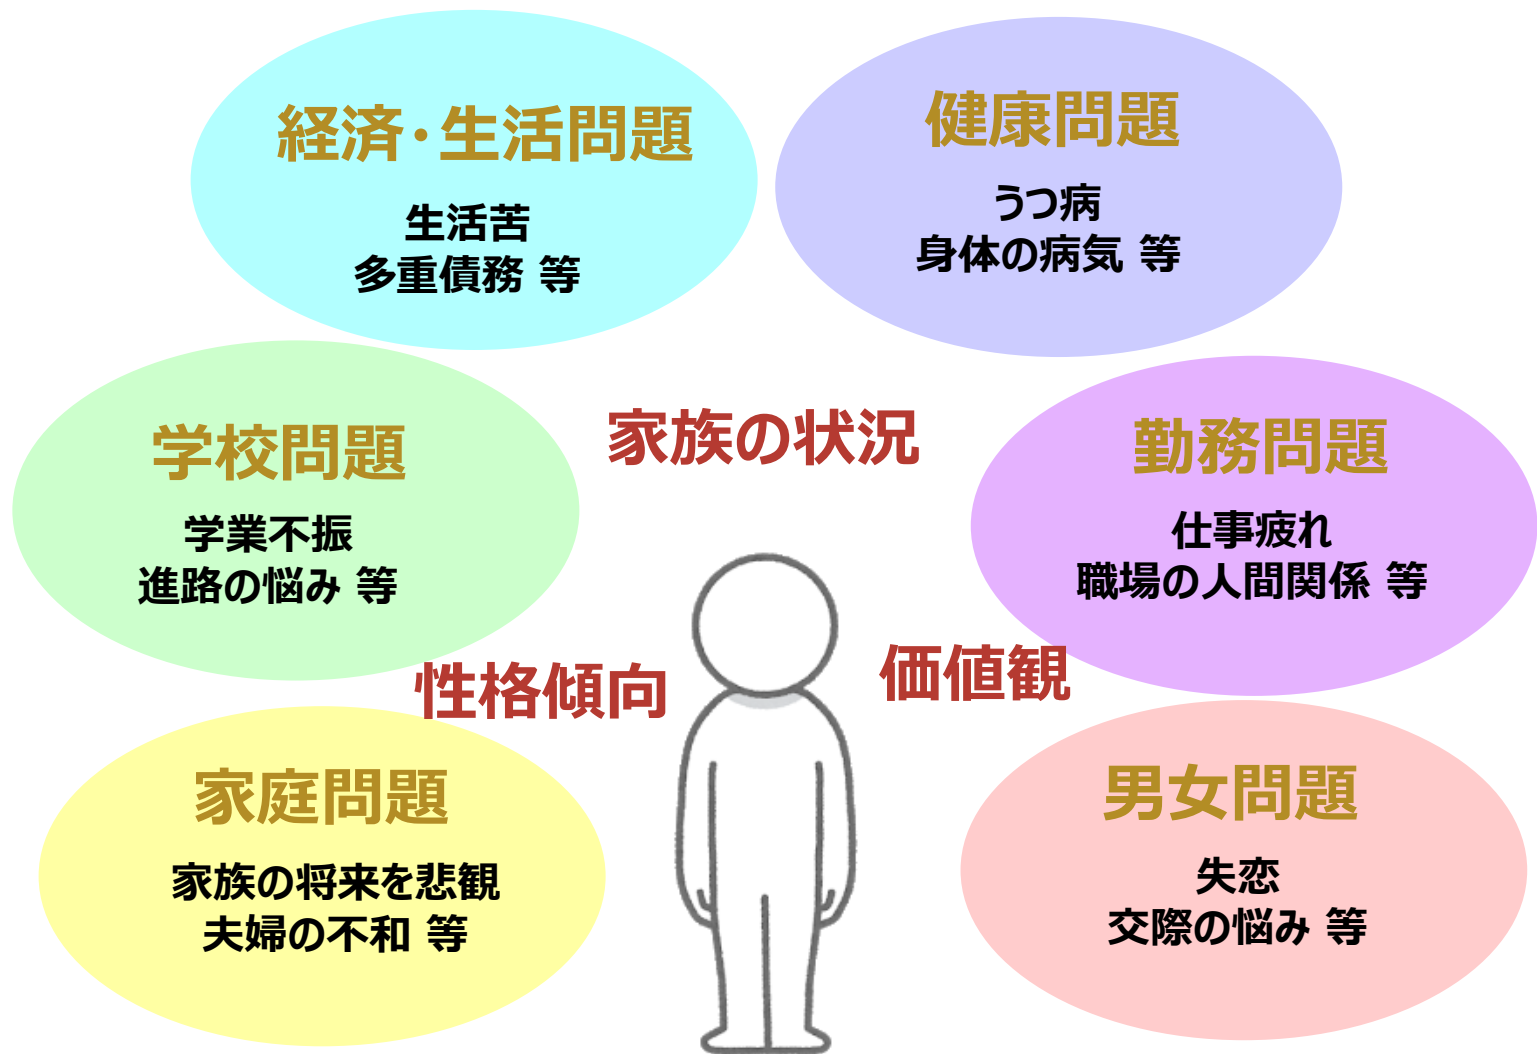 経済・生活問題
生活苦
多重債務 等
健康問題
うつ病
身体の病気 等
学校問題
学業不振
進路の悩み 等
家族の状況
勤務問題
仕事疲れ
職場の人間関係 等
性格傾向
価値観
家庭問題
家族の将来を悲観
夫婦の不和 等
男女問題
失恋
交際の悩み 等